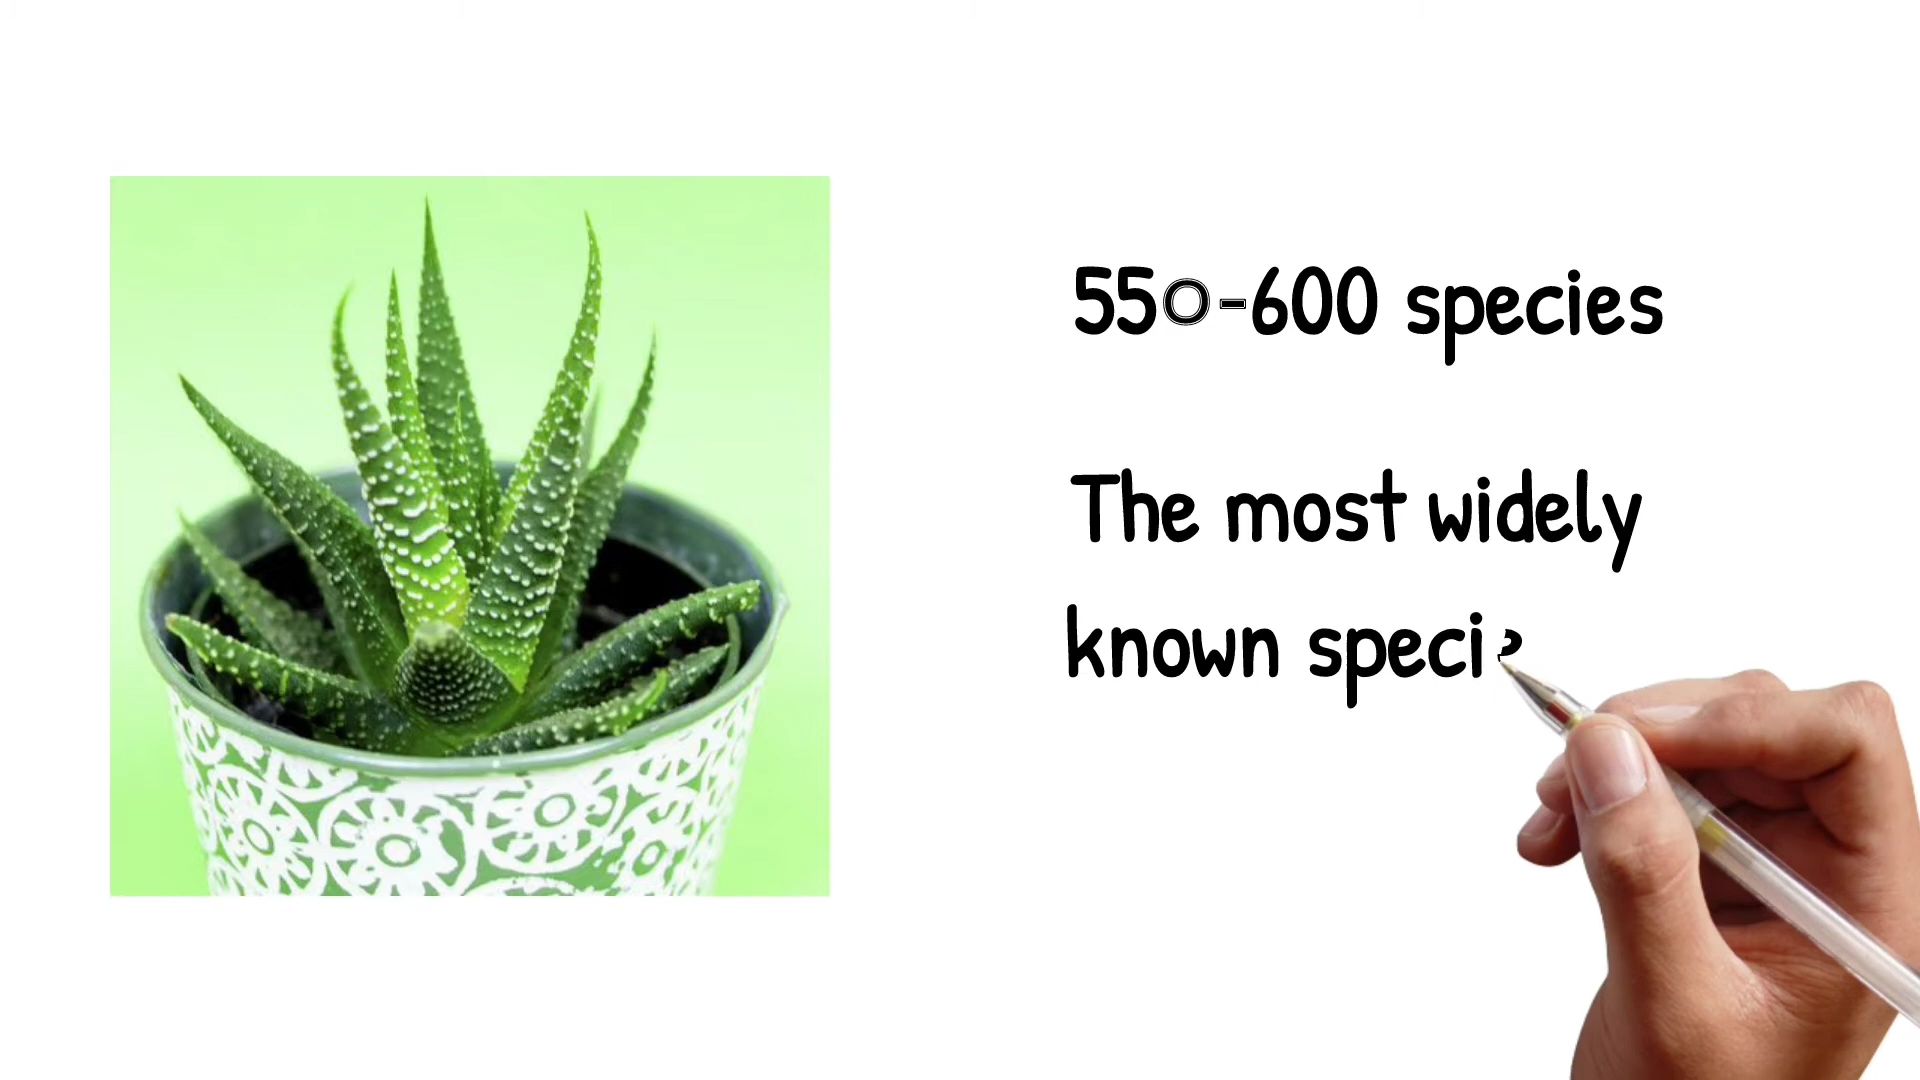 550-600 species
The most widely
known speci